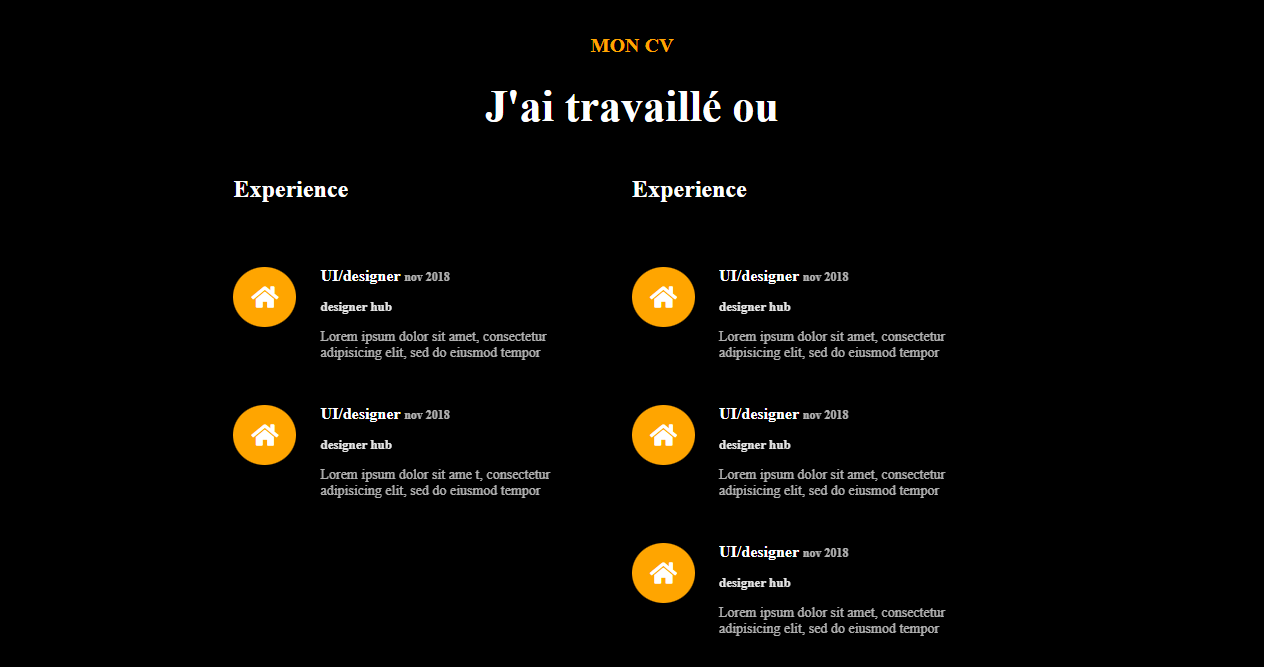 MON CV
J'ai travaillé ou
Experience
UI/designer nov 2018
designer hub
Lorem ipsum dolor sit amet, consectetur
adipisicing elit, sed do eiusmod tempor
UI/designer nov 2018
designer hub
Lorem ipsum dolor sit ame t, consectetur
adipisicing elit, sed do eiusmod tempor
Experience
UI/designer nov 2018
designer hub
Lorem ipsum dolor sit amet, consectetur
adipisicing elit, sed do eiusmod tempor
UI/designer nov 2018
designer hub
Lorem ipsum dolor sit amet, consectetur
adipisicing elit, sed do eiusmod tempor
UI/designer nov 2018
designer hub
Lorem ipsum dolor sit amet, consectetur
adipisicing elit, sed do eiusmod tempor